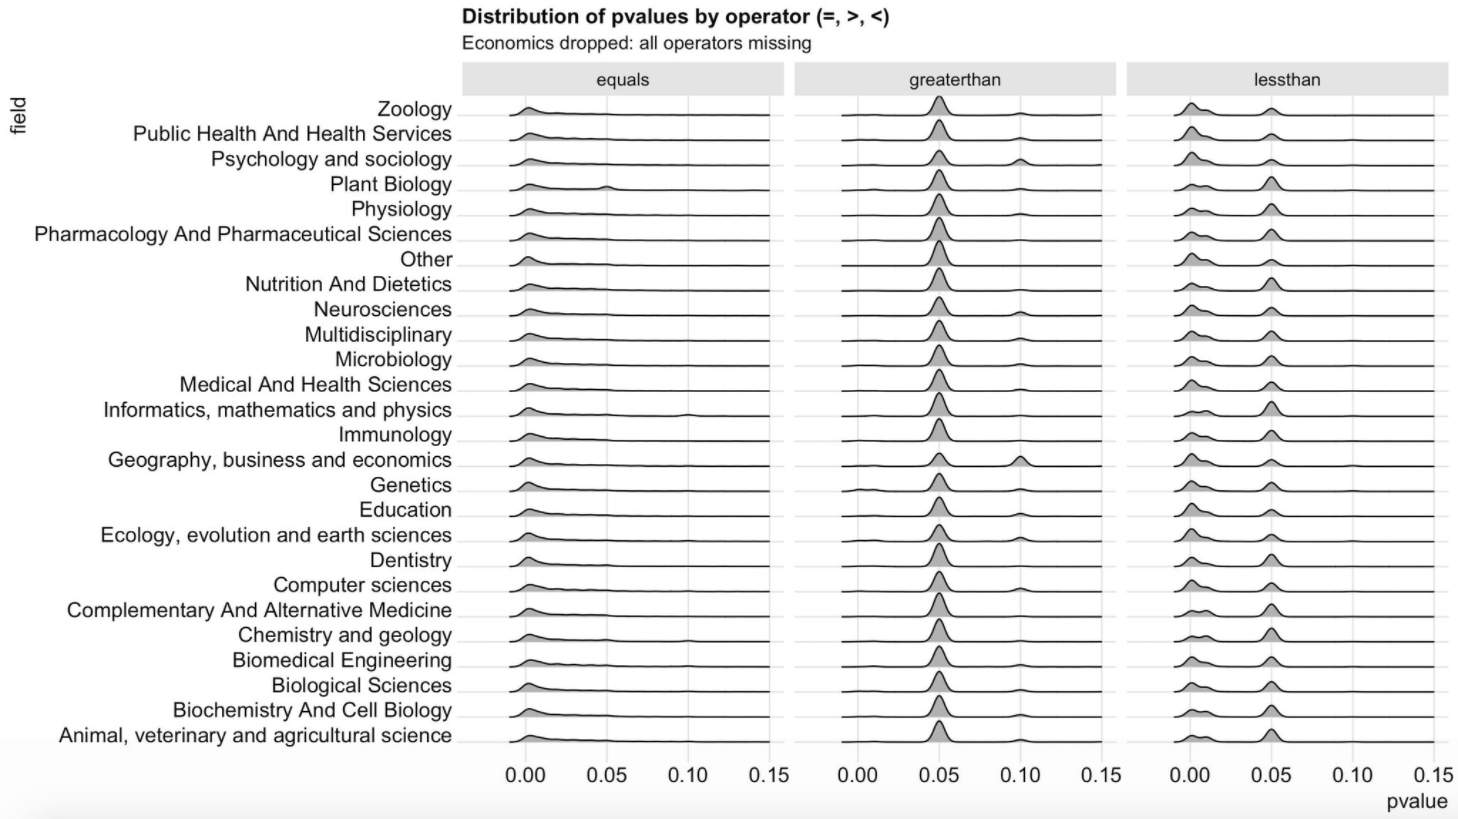 Distribution of pvalues by operator (=, >, <)
Economics dropped: all operators missing
equals greaterthan lessthan
field
Zoology
Public Health And Health Services
Psychology and sociology
Plant Biology
Physiology
Pharmacology And Pharmaceutical Sciences
Other
Nutrition And Dietetics
Neurosciences
Multidisciplinary
Microbiology
Medical And Health Sciences
Informatics, mathematics and physics
Immunology
Geography, business and economics
Genetics
Education
Ecology, evolution and earth sciences
Dentistry
Computer sciences
Complementary And Alternative Medicine
Chemistry and geology
Biomedical Engineering
Biological Sciences
Biochemistry And Cell Biology
Animal, veterinary and agricultural science
0.00 0.05 0.10 0.15 0.00 0.05 0.10 0.15 0.00 0.05 0.10 0.15
pvalue